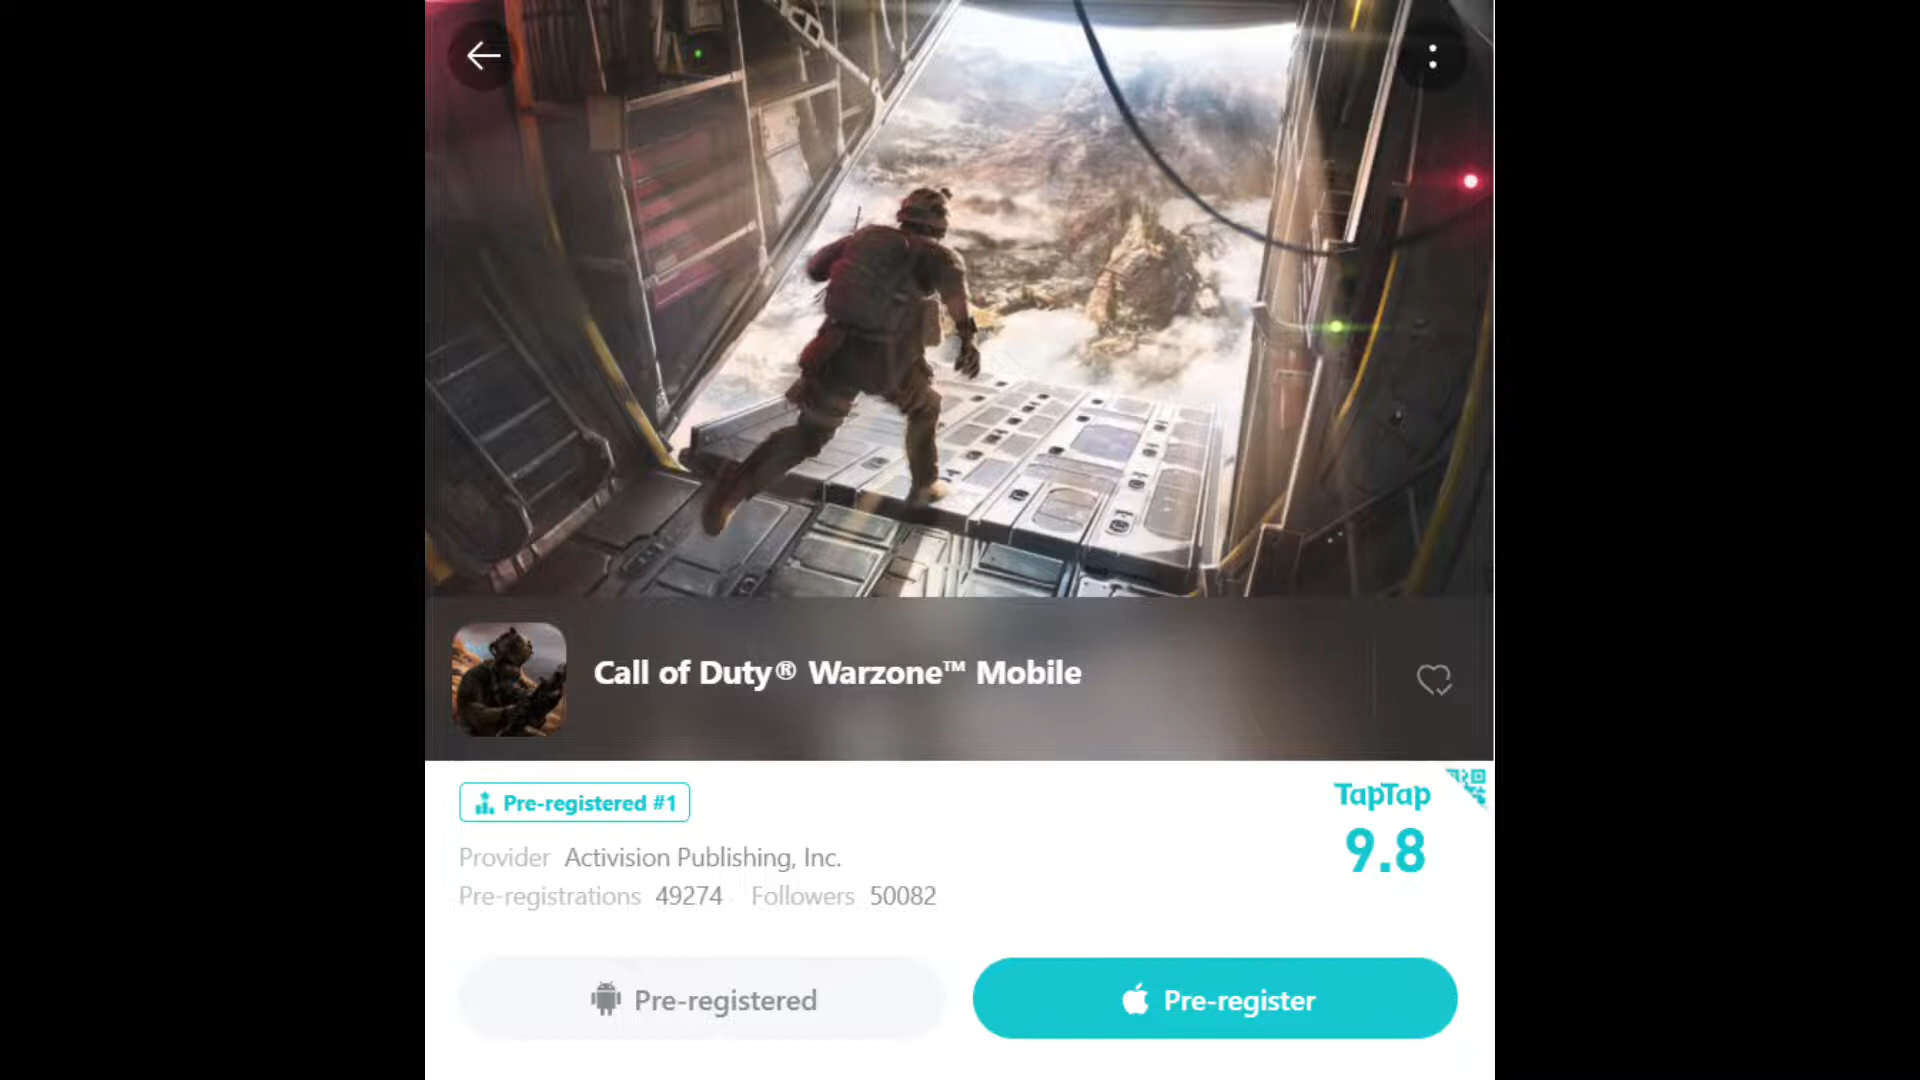 Call of Duty® Warzone™ Mobile
Pre-registered #1
TapTap
9.8
Provider Activision Publishing, Inc.
Pre-registrations 49274 Followers 50082
Pre-registered
Pre-register